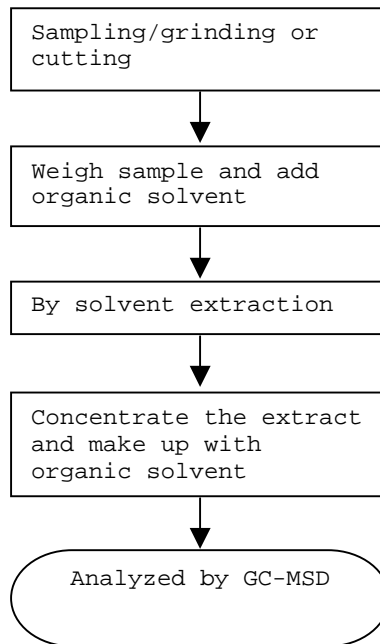 Sampling/grinding or
cutting
Weigh sample and add
organic solvent
By solvent extraction
Concentrate the extract
and make up with
organic solvent
Analyzed by GC-MSD